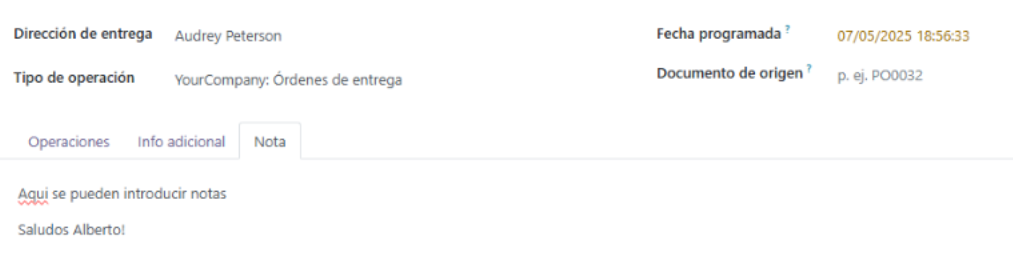 Dirección de entrega Audrey Peterson
Fecha programada ? 07/05/2025 18:56:33
Tipo de operación YourCompany: Órdenes de entrega
Documento de origen ? p. ej. PO0032
Operaciones Info adicional Nota
Aqui se pueden introducir notas
Saludos Alberto!